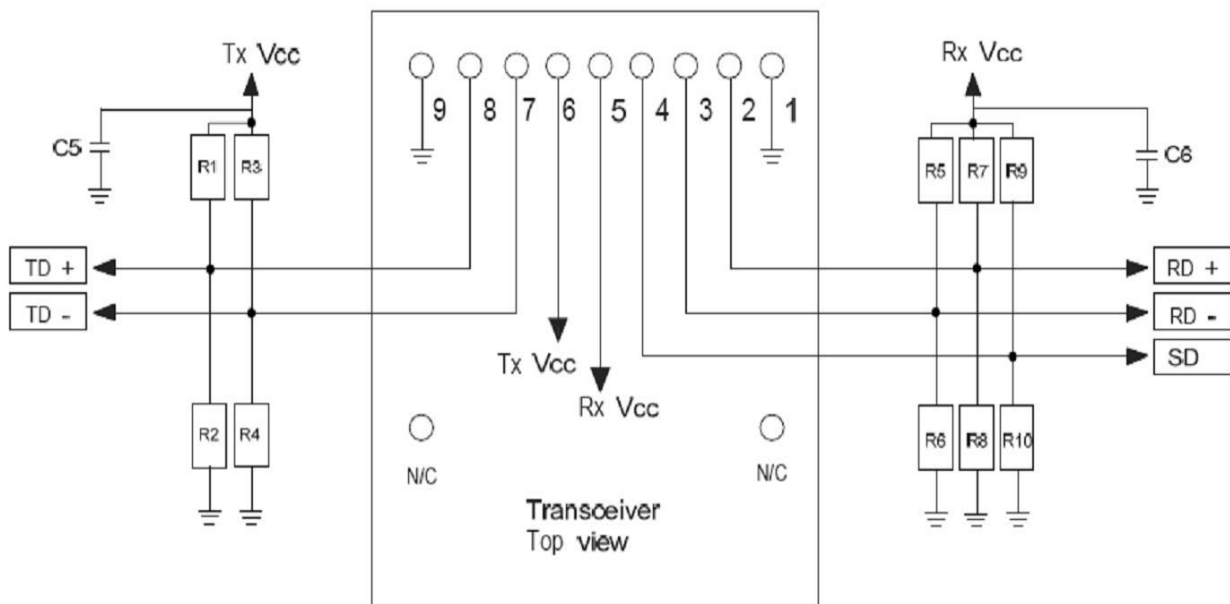 Tx Vcc
Rx Vcc
9 8 7 6 5 4 3 2 1
C5
R1 R3
R5 R7 R9
C6
TD +
RD +
TD -
RD -
SD
Tx Vcc
Rx Vcc
R2 R4
R6 R8 R10
N/C
N/C
Transceiver
Top view